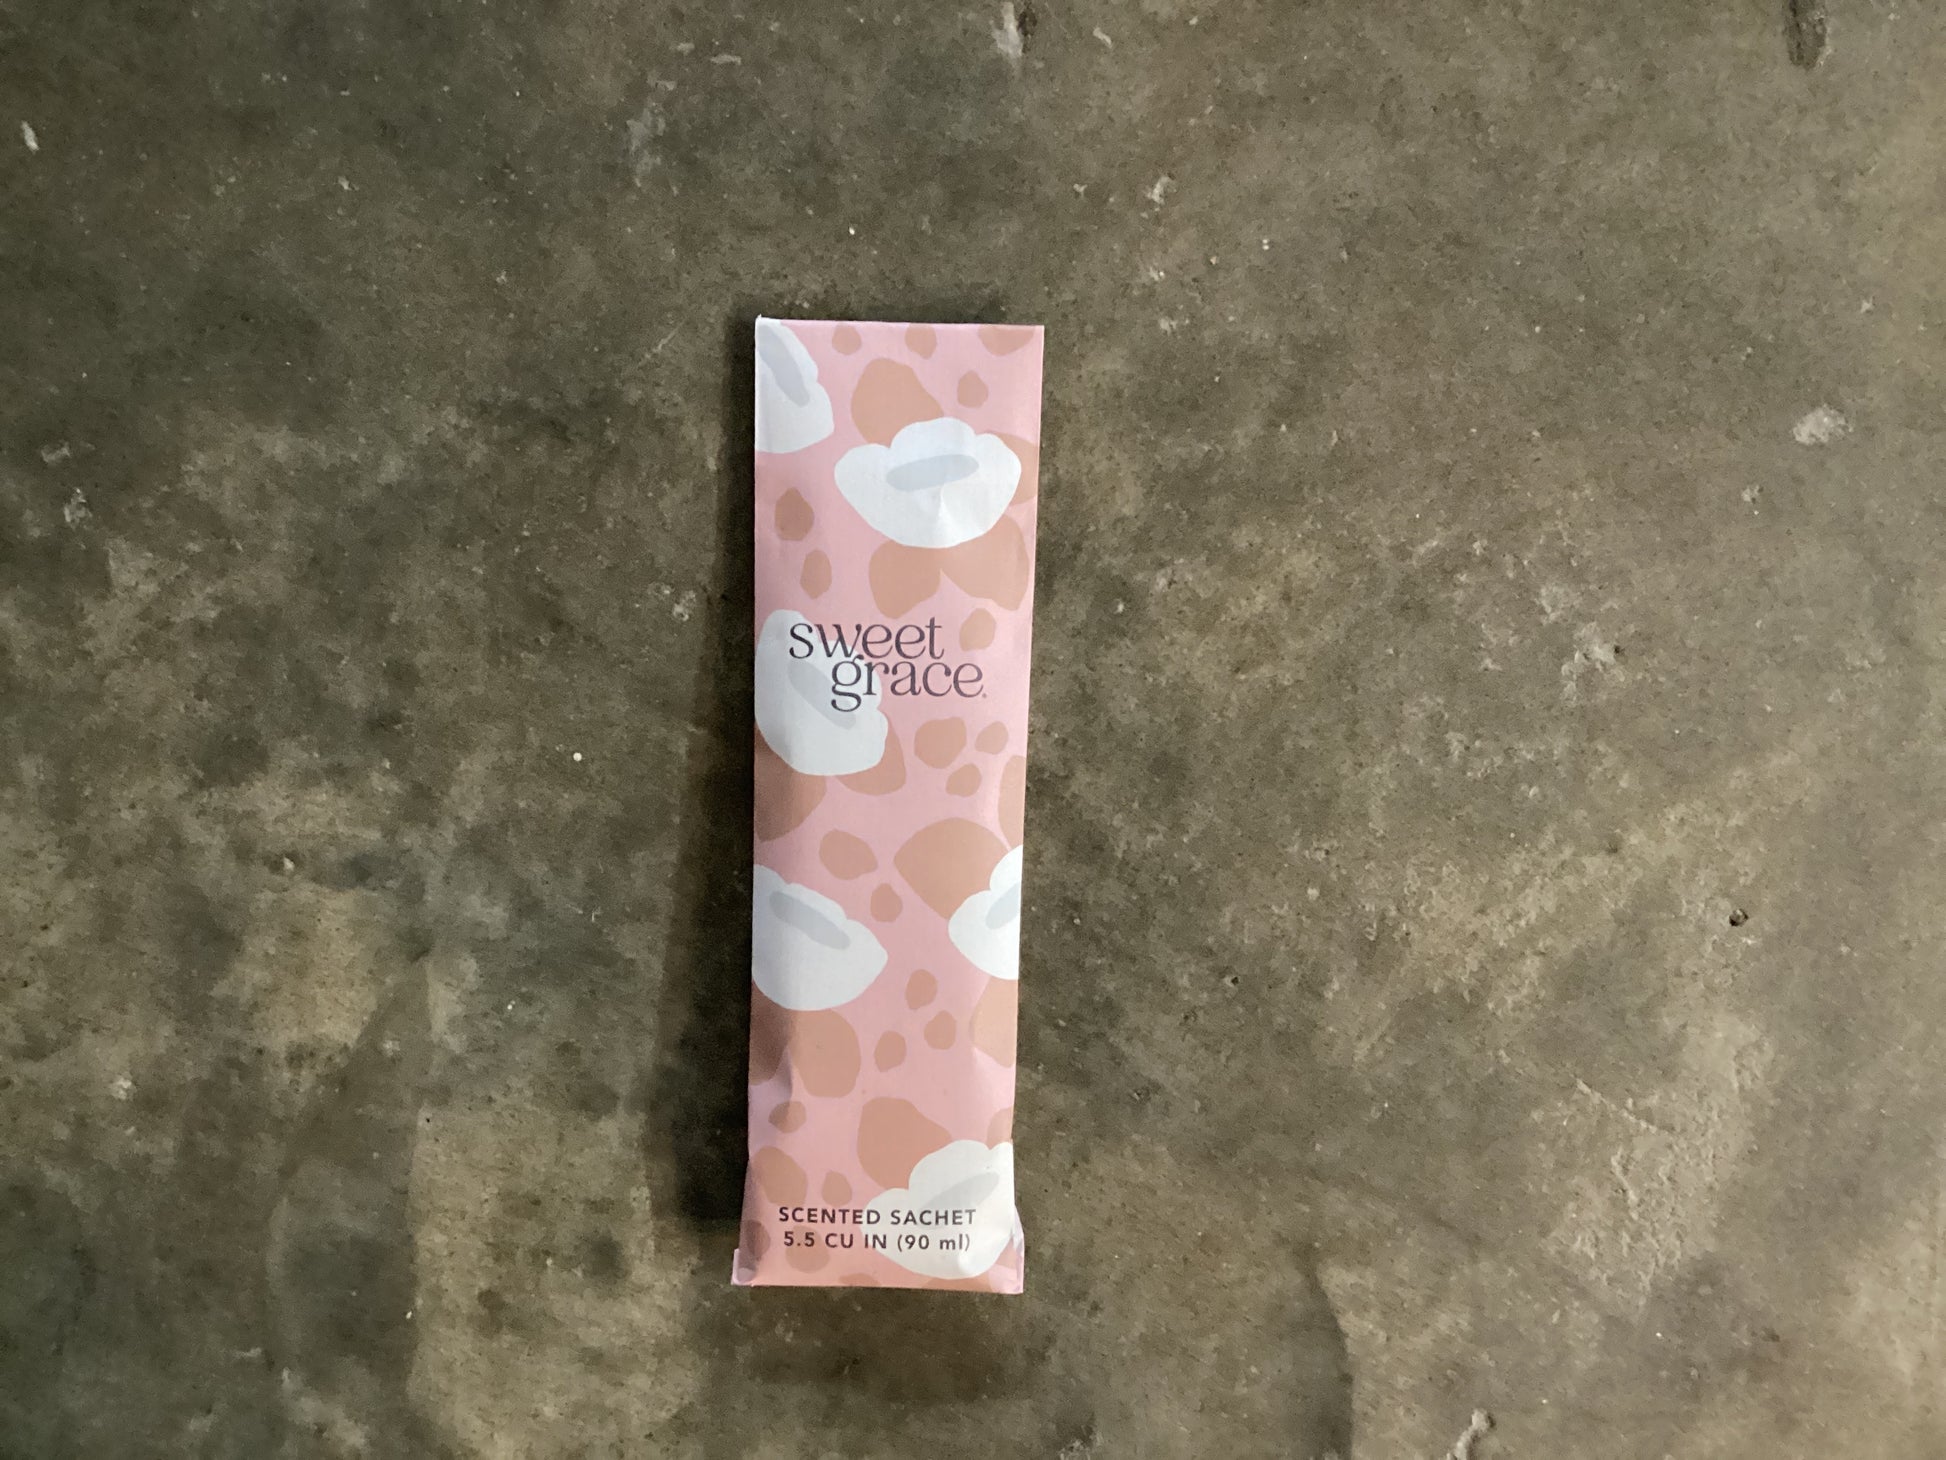 sweet
grace.
SCENTED SACHET
5.5 CU IN (90 ml)